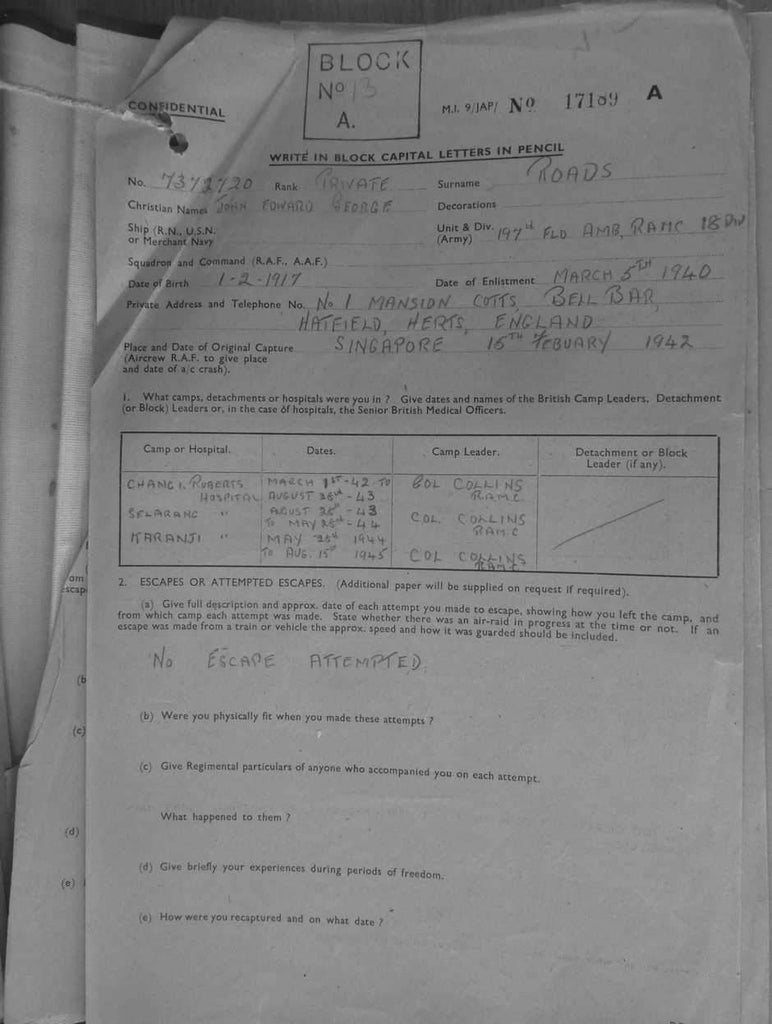 BLOCK
No 13
A.
CONFIDENTIAL
M.I. 9/JAP/ No 17189 A
WRITE IN BLOCK CAPITAL LETTERS IN PENCIL
No. 7372720 Rank PRIVATE Surname ROADS
Christian Names JOHN EDWARD GEORGE Decorations
Ship (R.N., U.S.N. or Merchant Navy
Unit & Div. (Army) 197th FLD AMB, RAMC 18 DIV
Squadron and Command (R.A.F., A.A.F.)
Date of Birth 1-2-1917 Date of Enlistment MARCH 5TH 1940
Private Address and Telephone No. No 1 MANSION COTTS, BELL BAR,
HATFIELD, HERTS, ENGLAND
Place and Date of Original Capture SINGAPORE 15TH FEBUARY 1942
(Aircrew R.A.F. to give place
and date of a/c crash).
1. What camps, detachments or hospitals were you in ? Give dates and names of the British Camp Leaders, Detachment
(or Block) Leaders or, in the case of hospitals, the Senior British Medical Officers.
Camp or Hospital. Dates. Camp Leader. Detachment or Block
Leader (if any).
CHANGI, ROBERTS MARCH 1ST-42 TO COL COLLINS
HOSPITAL AUGUST -43 RAMC
SELARANG " AGUST -43
TO MAY -44 COL. COLLINS
RAMC
KARANJI " MAY 1944
TO AUG. 15th 1945 COL COLLINS
RAMC
2. ESCAPES OR ATTEMPTED ESCAPES. (Additional paper will be supplied on request if required).
(a) Give full description and approx. date of each attempt you made to escape, showing how you left the camp, and
from which camp each attempt was made. State whether there was an air-raid in progress at the time or not. If an
escape was made from a train or vehicle the approx. speed and how it was guarded should be included.
No ESCAPE ATTEMPTED.
(b) Were you physically fit when you made these attempts ?
(c) Give Regimental particulars of anyone who accompanied you on each attempt.
What happened to them ?
(d) Give briefly your experiences during periods of freedom.
(e) How were you recaptured and on what date ?
om
escap
(b
(c)
(d)
(e)